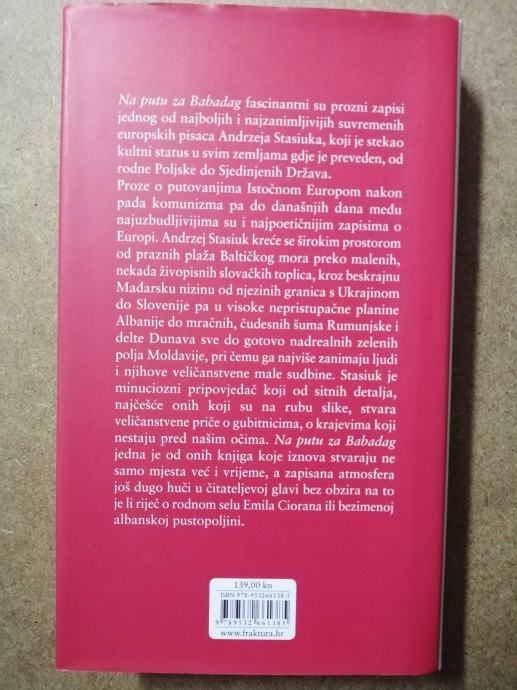 Na putu za Babadag fascinantni su prozni zapisi
jednog od najboljih i najzanimljivijih suvremenih
europskih pisaca Andrzeja Stasiuka, koji je stekao
kultni status u svim zemljama gdje je preveden, od
rodne Poljske do Sjedinjenih Država.
Proze o putovanjima Istočnom Europom nakon
pada komunizma pa do današnjih dana među
najuzbudljivijima su i najpoetičnijim zapisima o
Europi. Andrzej Stasiuk kreće se širokim prostorom
od praznih plaža Baltičkog mora preko malenih,
nekada živopisnih slovačkih toplica, kroz beskrajnu
Mađarsku nizinu od njezinih granica s Ukrajinom
do Slovenije pa u visoke nepristupačne planine
Albanije do mračnih, čudesnih šuma Rumunjske i
delte Dunava sve do gotovo nadrealnih zelenih
polja Moldavije, pri čemu ga najviše zanimaju ljudi
i njihove veličanstvene male sudbine. Stasiuk je
minuciozni pripovjedač koji od sitnih detalja,
najčešće onih koji su na rubu slike, stvara
veličanstvene priče o gubitnicima, o krajevima koji
nestaju pred našim očima. Na putu za Babadag
jedna je od onih knjiga koje iznova stvaraju ne
samo mjesta već i vrijeme, a zapisana atmosfera
još dugo huči u čitateljevoj glavi bez obzira na to
je li riječ o rodnom selu Emila Ciorana ili bezimenoj
albanskoj pustopoljini.
139,00 kn
ISBN 978-953266138-5
9 789532 661385
www.fraktura.hr